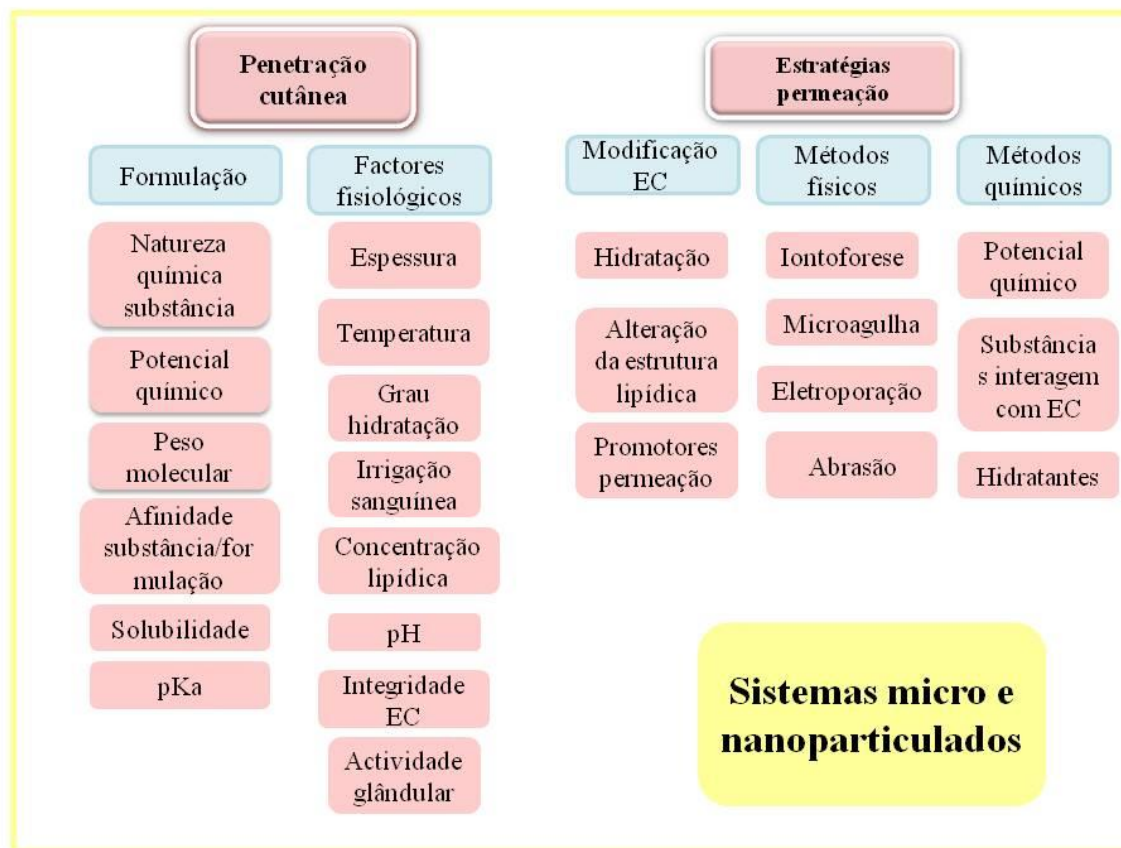 Penetração
cutânea
Formulação
Natureza
química
substância
Potencial
químico
Peso
molecular
Afinidade
substância/for
mulação
Solubilidade
pKa
Factores
fisiológicos
Espessura
Temperatura
Grau
hidratação
Irrigação
sanguínea
Concentração
lipídica
pH
Integridade
EC
Actividade
glândular
Estratégias
permeação
Modificação
EC
Hidratação
Alteração
da estrutura
lipídica
Promotores
permeação
Métodos
físicos
Iontoforese
Microagulha
Eletroporação
Abrasão
Métodos
químicos
Potencial
químico
Substância
s interagem
com EC
Hidratantes
Sistemas micro e
nanoparticulados